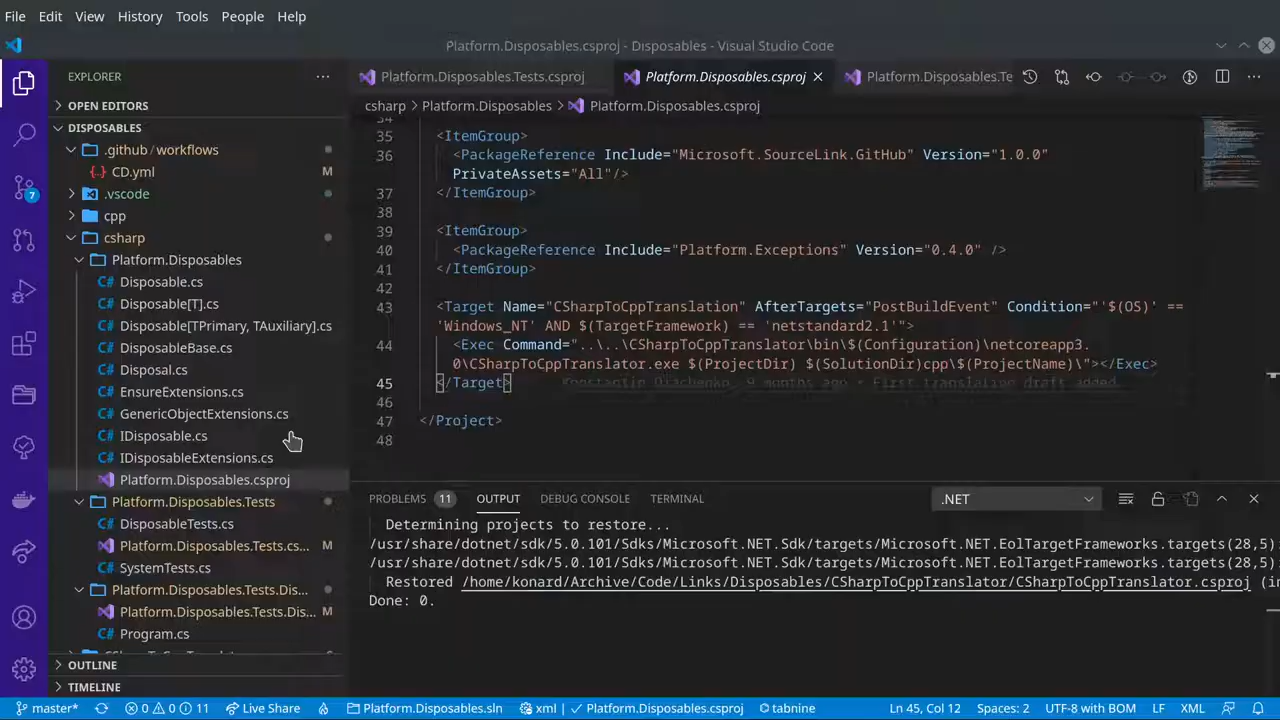 File Edit View History Tools People Help
Platform.Disposables.csproj - Disposables - Visual Studio Code
EXPLORER
OPEN EDITORS
DISPOSABLES
.github / workflows
CD.yml M
.vscode
cpp
csharp
Platform.Disposables
Disposable.cs
Disposable[T].cs
Disposable[TPrimary, TAuxiliary].cs
DisposableBase.cs
Disposal.cs
EnsureExtensions.cs
GenericObjectExtensions.cs
IDisposable.cs
IDisposableExtensions.cs
Platform.Disposables.csproj
Platform.Disposables.Tests
DisposableTests.cs
Platform.Disposables.Tests.cs... M
SystemTests.cs
Platform.Disposables.Tests.Dis...
Platform.Disposables.Tests.Dis... M
Program.cs
OUTLINE
TIMELINE
7
Platform.Disposables.Tests.csproj Platform.Disposables.csproj Platform.Disposables.Te
csharp > Platform.Disposables > Platform.Disposables.csproj
34
35 <ItemGroup>
36 <PackageReference Include="Microsoft.SourceLink.GitHub" Version="1.0.0"
PrivateAssets="All"/>
37 </ItemGroup>
38
39 <ItemGroup>
40 <PackageReference Include="Platform.Exceptions" Version="0.4.0" />
41 </ItemGroup>
42
43 <Target Name="CSharpToCppTranslation" AfterTargets="PostBuildEvent" Condition="'$(OS)' ==
'Windows_NT' AND $(TargetFramework) == 'netstandard2.1'">
44 <Exec Command="..\..\CSharpToCppTranslator\bin\$(Configuration)\netcoreapp3.
0\CSharpToCppTranslator.exe $(ProjectDir) $(SolutionDir)cpp\$(ProjectName)\"></Exec>
45 </Target> Konstantin Diachenko, 9 months ago • First translation draft added.
46
47 </Project>
48
PROBLEMS 11 OUTPUT DEBUG CONSOLE TERMINAL .NET
Determining projects to restore...
/usr/share/dotnet/sdk/5.0.101/Sdks/Microsoft.NET.Sdk/targets/Microsoft.NET.EolTargetFrameworks.targets(28,5)
/usr/share/dotnet/sdk/5.0.101/Sdks/Microsoft.NET.Sdk/targets/Microsoft.NET.EolTargetFrameworks.targets(28,5)
Restored /home/konard/Archive/Code/Links/Disposables/CSharpToCppTranslator/CSharpToCppTranslator.csproj (in
Done: 0.
master* 0 0 11 Live Share Platform.Disposables.sln xml | ✓ Platform.Disposables.csproj tabnine Ln 45, Col 12 Spaces: 2 UTF-8 with BOM LF XML